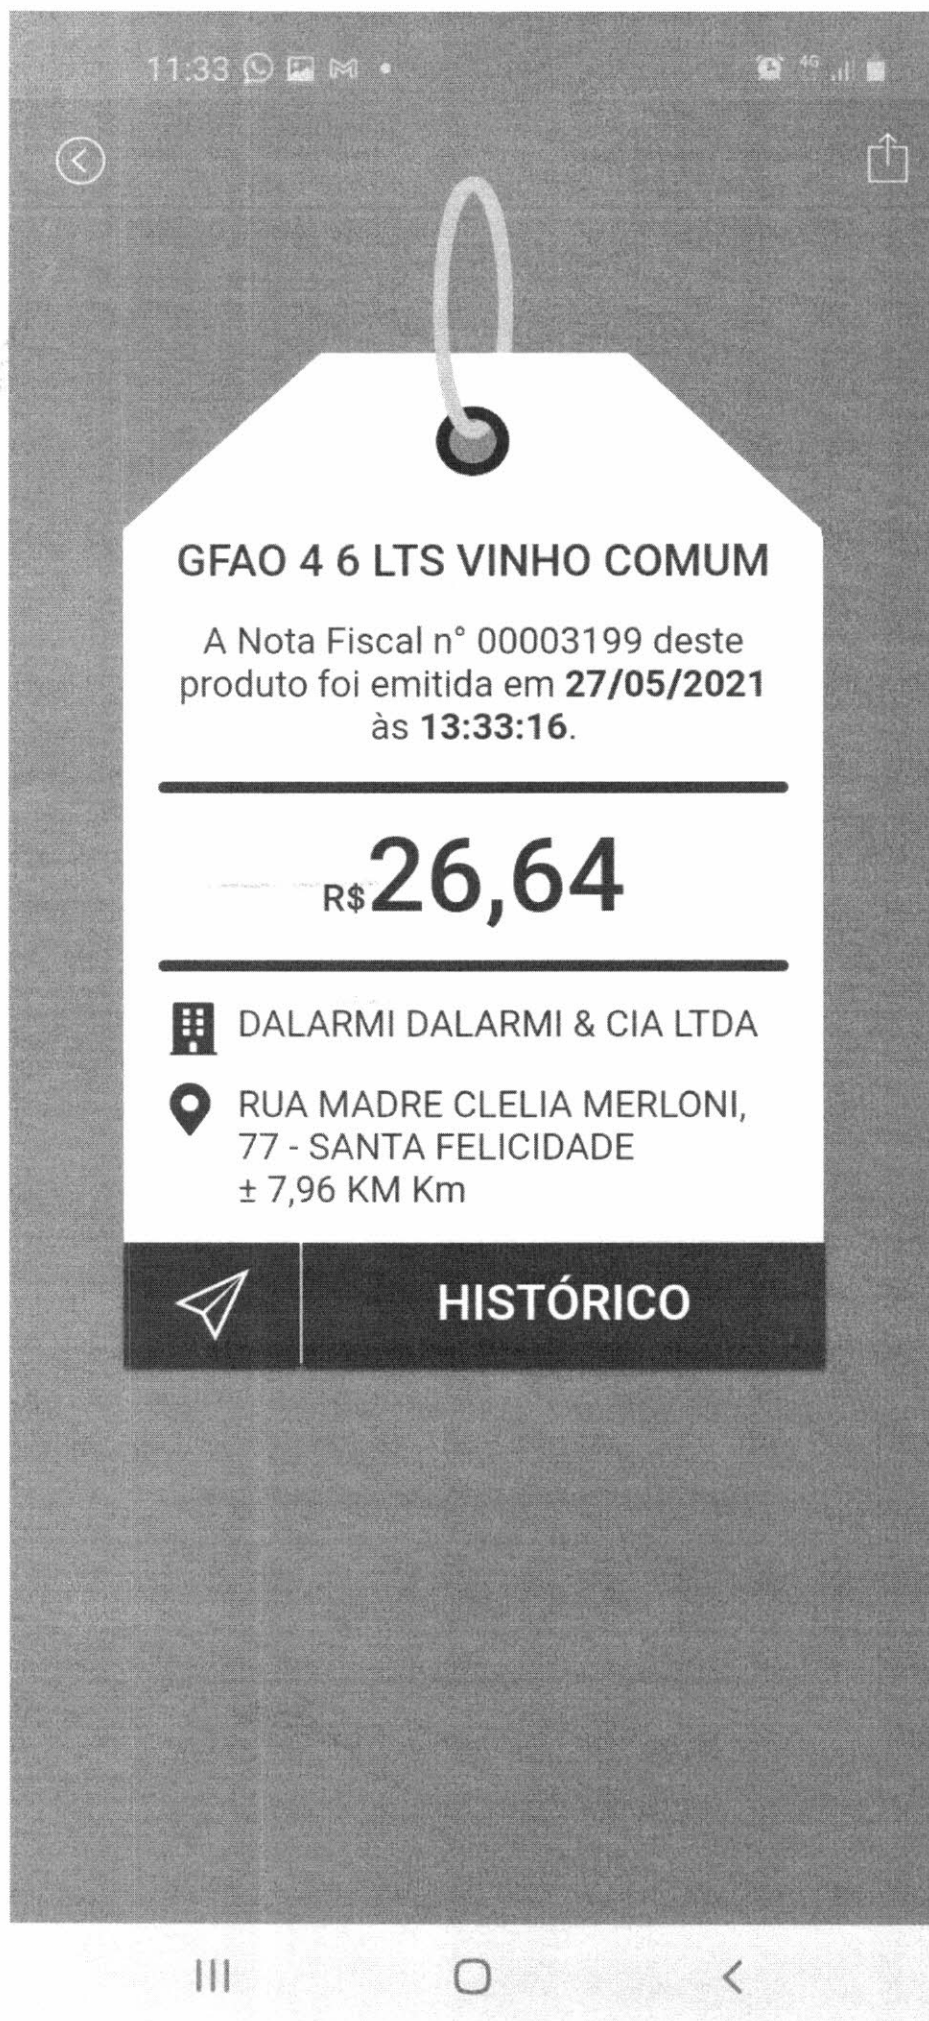 11:33
4G
GFAO 4 6 LTS VINHO COMUM
A Nota Fiscal n° 00003199 deste
produto foi emitida em 27/05/2021
às 13:33:16.
R$26,64
DALARMI DALARMI & CIA LTDA
RUA MADRE CLELIA MERLONI,
77 - SANTA FELICIDADE
± 7,96 KM Km
HISTÓRICO